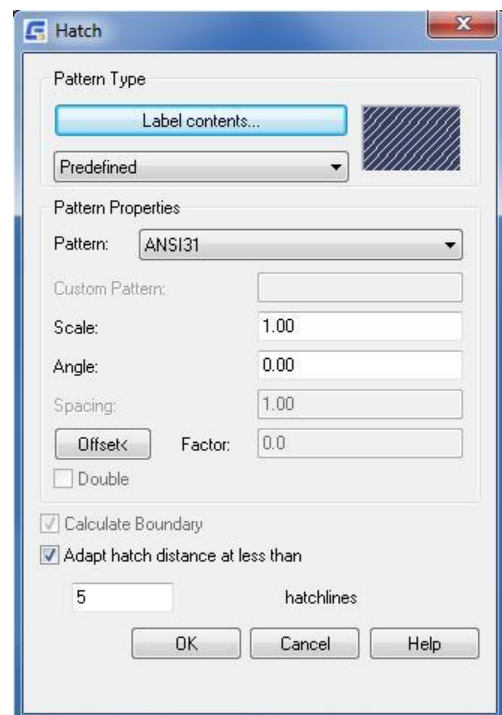 Hatch
Pattern Type
Label contents...
Predefined
Pattern Properties
Pattern: ANSI31
Custom Pattern:
Scale: 1.00
Angle: 0.00
Spacing: 1.00
Offset< Factor: 0.0
Double
Calculate Boundary
Adapt hatch distance at less than
5 hatchlines
OK Cancel Help